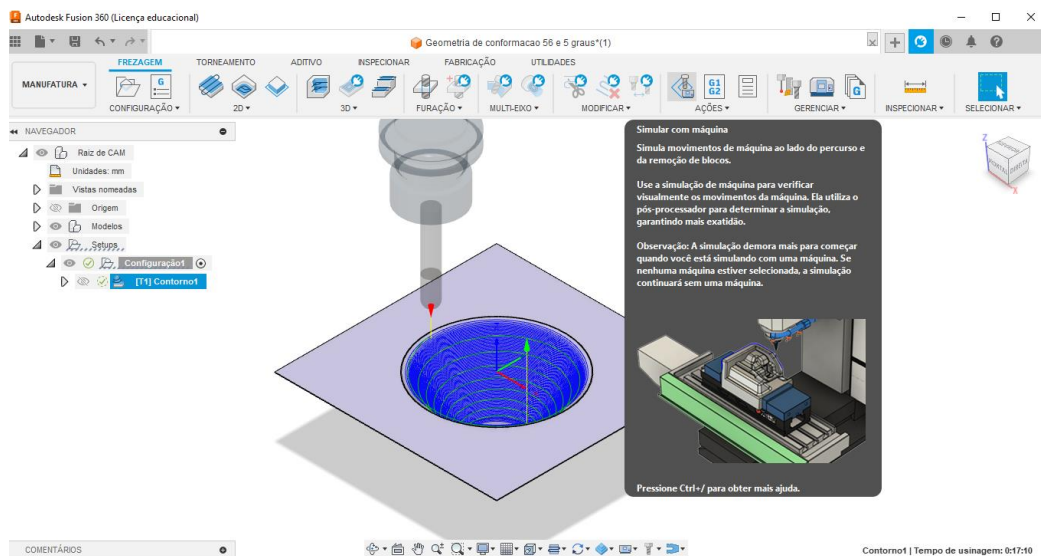 Autodesk Fusion 360 (Licença educacional)
Geometria de conformacao 56 e 5 graus*(1)
FREZAGEM TORNEAMENTO ADITIVO INSPECIONAR FABRICAÇÃO UTILIDADES
MANUFATURA
G1
G2
CONFIGURAÇÃO 2D 3D FURAÇÃO MULTI-EIXO MODIFICAR AÇÕES GERENCIAR INSPECIONAR SELECIONAR
NAVEGADOR
Raiz de CAM
Unidades: mm
Vistas nomeadas
Origem
Modelos
Setups
Configuração1
[T1] Contorno1
Simular com máquina
Simula movimentos de máquina ao lado do percurso e
da remoção de blocos.
Use a simulação de máquina para verificar
visualmente os movimentos da máquina. Ela utiliza o
pós-processador para determinar a simulação,
garantindo mais exatidão.
Observação: A simulação demora mais para começar
quando você está simulando com uma máquina. Se
nenhuma máquina estiver selecionada, a simulação
continuará sem uma máquina.
Pressione Ctrl+/ para obter mais ajuda.
Z
FRONTAL DIREITA
X
COMENTÁRIOS
Contorno1 | Tempo de usinagem: 0:17:10